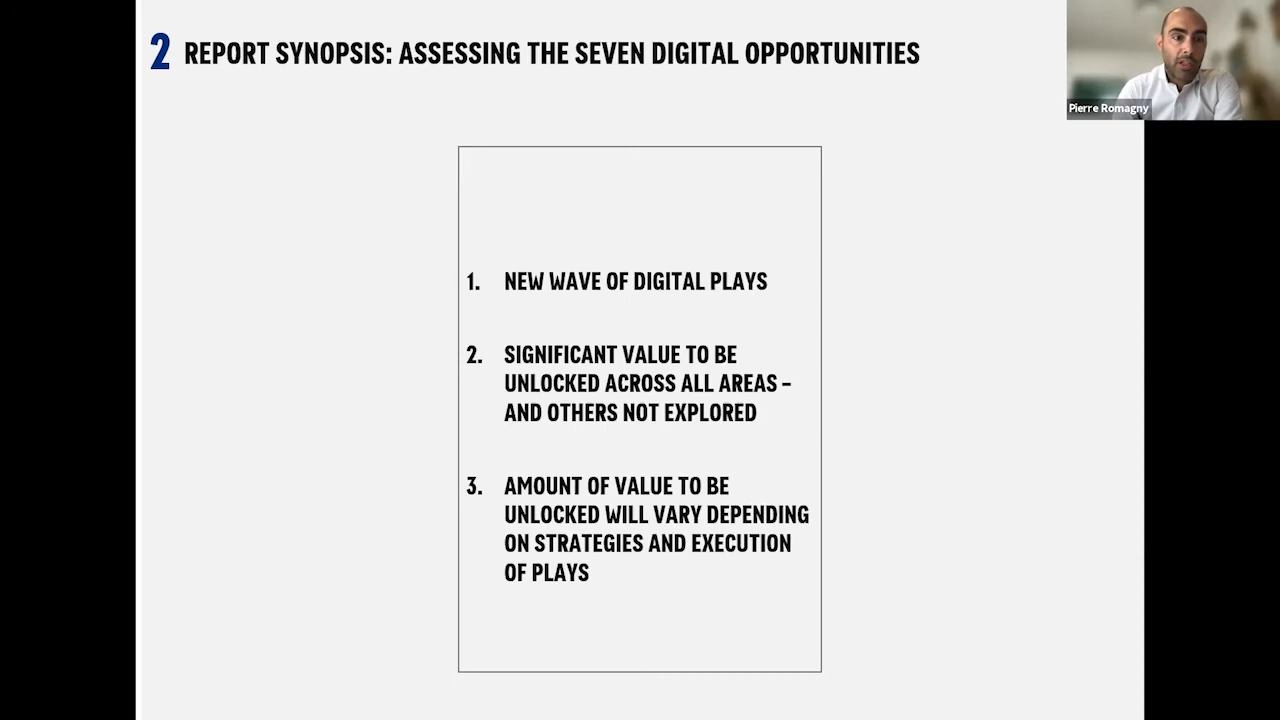 2 REPORT SYNOPSIS: ASSESSING THE SEVEN DIGITAL OPPORTUNITIES
Pierre Romagny
1. NEW WAVE OF DIGITAL PLAYS
2. SIGNIFICANT VALUE TO BE
UNLOCKED ACROSS ALL AREAS –
AND OTHERS NOT EXPLORED
3. AMOUNT OF VALUE TO BE
UNLOCKED WILL VARY DEPENDING
ON STRATEGIES AND EXECUTION
OF PLAYS